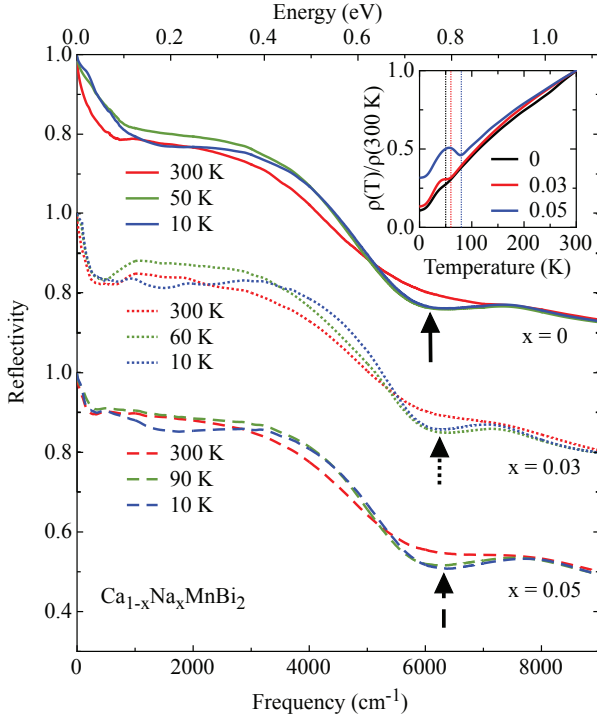 Energy (eV)
0.0 0.2 0.4 0.6 0.8 1.0
1.0
0.8
1.0
0.8
1.0
0.8
0.6
0.4
Reflectivity
300 K
50 K
10 K
x = 0
300 K
60 K
10 K
x = 0.03
300 K
90 K
10 K
x = 0.05
Ca1-xNaxMnBi2
0 2000 4000 6000 8000
Frequency (cm-1)
ρ(T)/ρ(300 K)
1.0
0.5
0.0
0
0.03
0.05
0 100 200 300
Temperature (K)